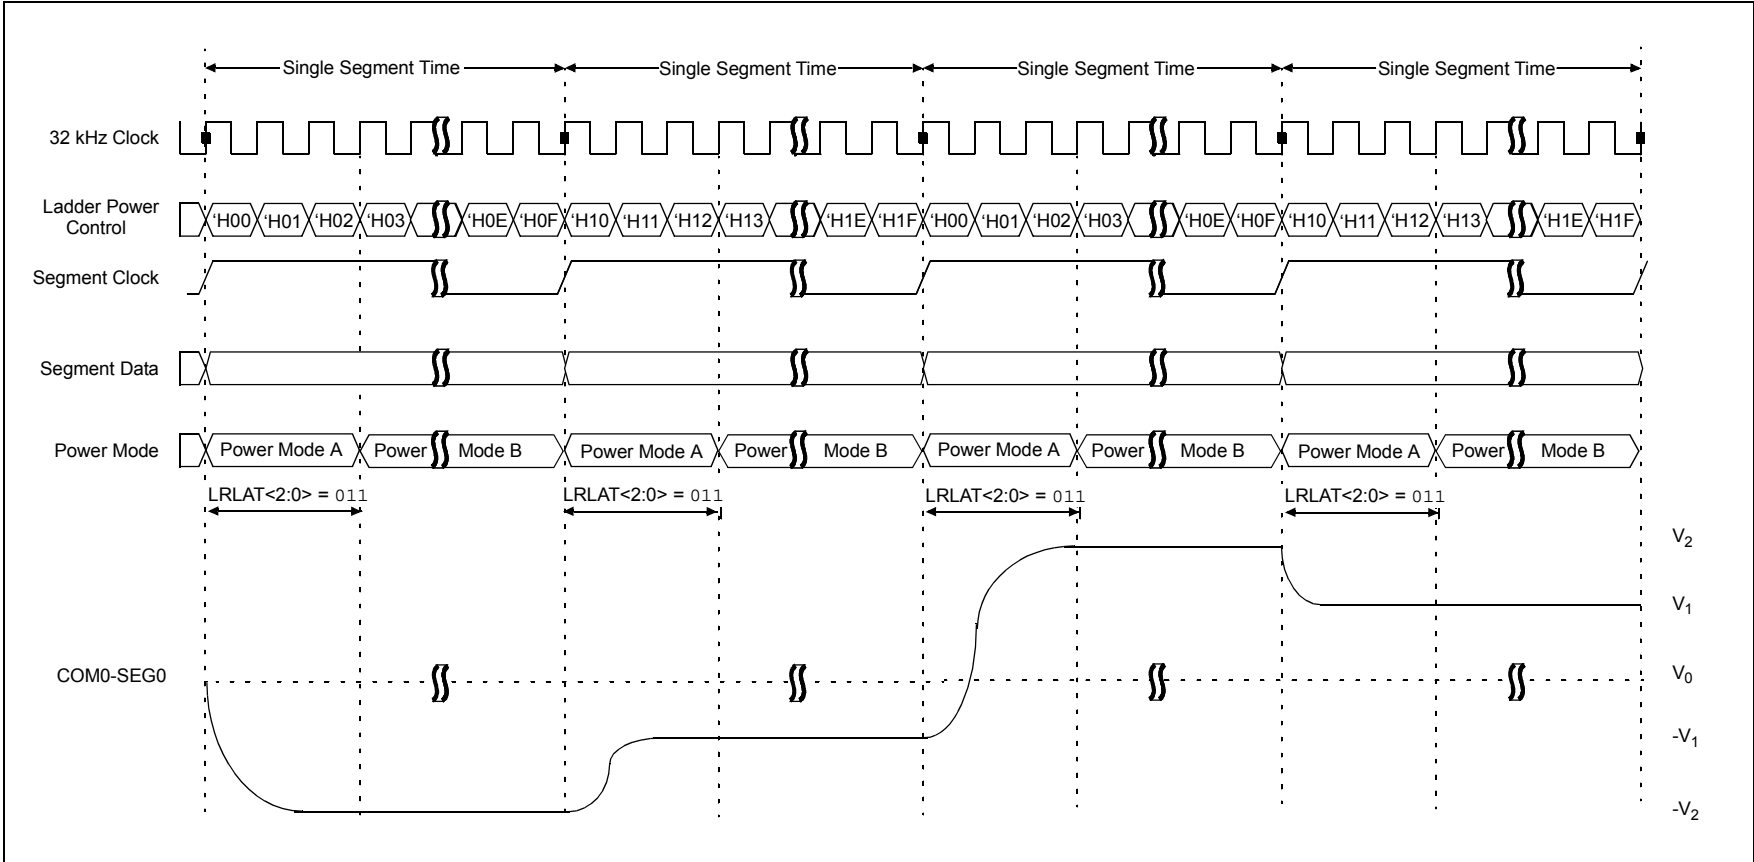 Single Segment Time Single Segment Time Single Segment Time Single Segment Time
32 kHz Clock
Ladder Power
Control
‘H00 ‘H01 ‘H02 ‘H03 ‘H0E ‘H0F ‘H10 ‘H11 ‘H12 ‘H13 ‘H1E ‘H1F ‘H00 ‘H01 ‘H02 ‘H03 ‘H0E ‘H0F ‘H10 ‘H11 ‘H12 ‘H13 ‘H1E ‘H1F
Segment Clock
Segment Data
Power Mode Power Mode A Power Mode B Power Mode A Power Mode B Power Mode A Power Mode B Power Mode A Power Mode B
LRLAT<2:0> = 011 LRLAT<2:0> = 011 LRLAT<2:0> = 011 LRLAT<2:0> = 011
V2
V1
COM0-SEG0 V0
-V1
-V2